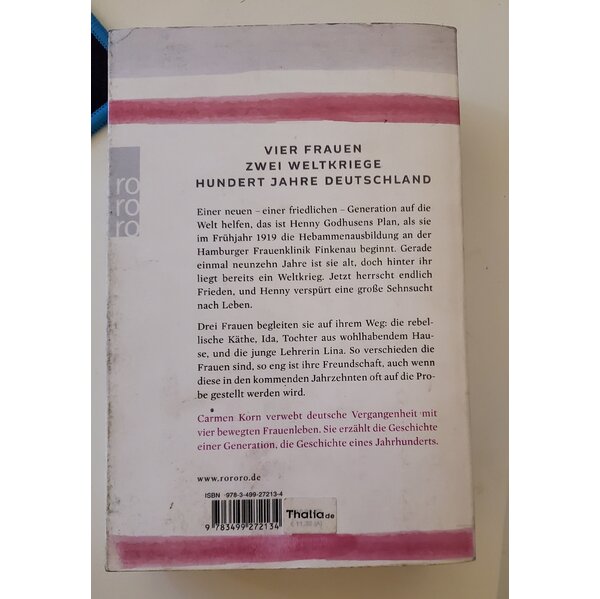 VIER FRAUEN
ZWEI WELTKRIEGE
HUNDERT JAHRE DEUTSCHLAND
ro
ro
ro
Einer neuen – einer friedlichen – Generation auf die
Welt helfen, das ist Henny Godhusens Plan, als sie
im Frühjahr 1919 die Hebammenausbildung an der
Hamburger Frauenklinik Finkenau beginnt. Gerade
einmal neunzehn Jahre ist sie alt, doch hinter ihr
liegt bereits ein Weltkrieg. Jetzt herrscht endlich
Frieden, und Henny verspürt eine große Sehnsucht
nach Leben.
Drei Frauen begleiten sie auf ihrem Weg: die rebel-
lische Käthe, Ida, Tochter aus wohlhabendem Hau-
se, und die junge Lehrerin Lina. So verschieden die
Frauen sind, so eng ist ihre Freundschaft, auch wenn
diese in den kommenden Jahrzehnten oft auf die Pro-
be gestellt werden wird.
Carmen Korn verwebt deutsche Vergangenheit mit
vier bewegten Frauenleben. Sie erzählt die Geschichte
einer Generation, die Geschichte eines Jahrhunderts.
www.rororo.de
ISBN 978-3-499-27213-4
Thalia.de
9 783499 272134